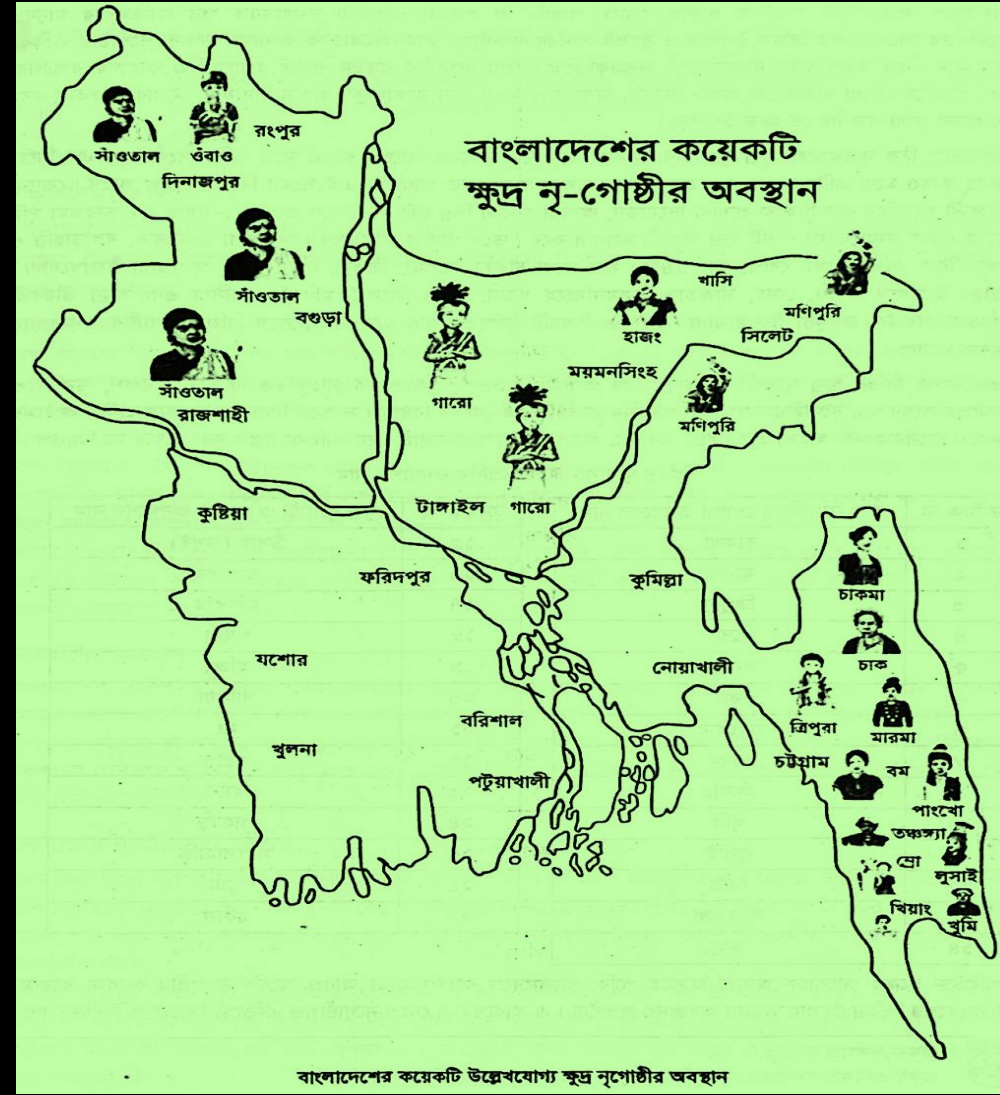 বাংলাদেশের কয়েকটি
ক্ষুদ্র নৃ-গোষ্ঠীর অবস্থান
সাঁওতাল
ওঁরাও
রংপুর
দিনাজপুর
সাঁওতাল
বগুড়া
সাঁওতাল
রাজশাহী
গারো
হাজং
খাসি
মণিপুরি
সিলেট
ময়মনসিংহ
মণিপুরি
টাঙ্গাইল
গারো
কুষ্টিয়া
ফরিদপুর
কুমিল্লা
চাকমা
চাক
যশোর
নোয়াখালী
ত্রিপুরা
মারমা
বরিশাল
খুলনা
চট্টগ্রাম
বম
পটুয়াখালী
পাংখো
তঞ্চঙ্গ্যা
ম্রো
লুসাই
খিয়াং
খুমি
বাংলাদেশের কয়েকটি উল্লেখযোগ্য ক্ষুদ্র নৃগোষ্ঠীর অবস্থান